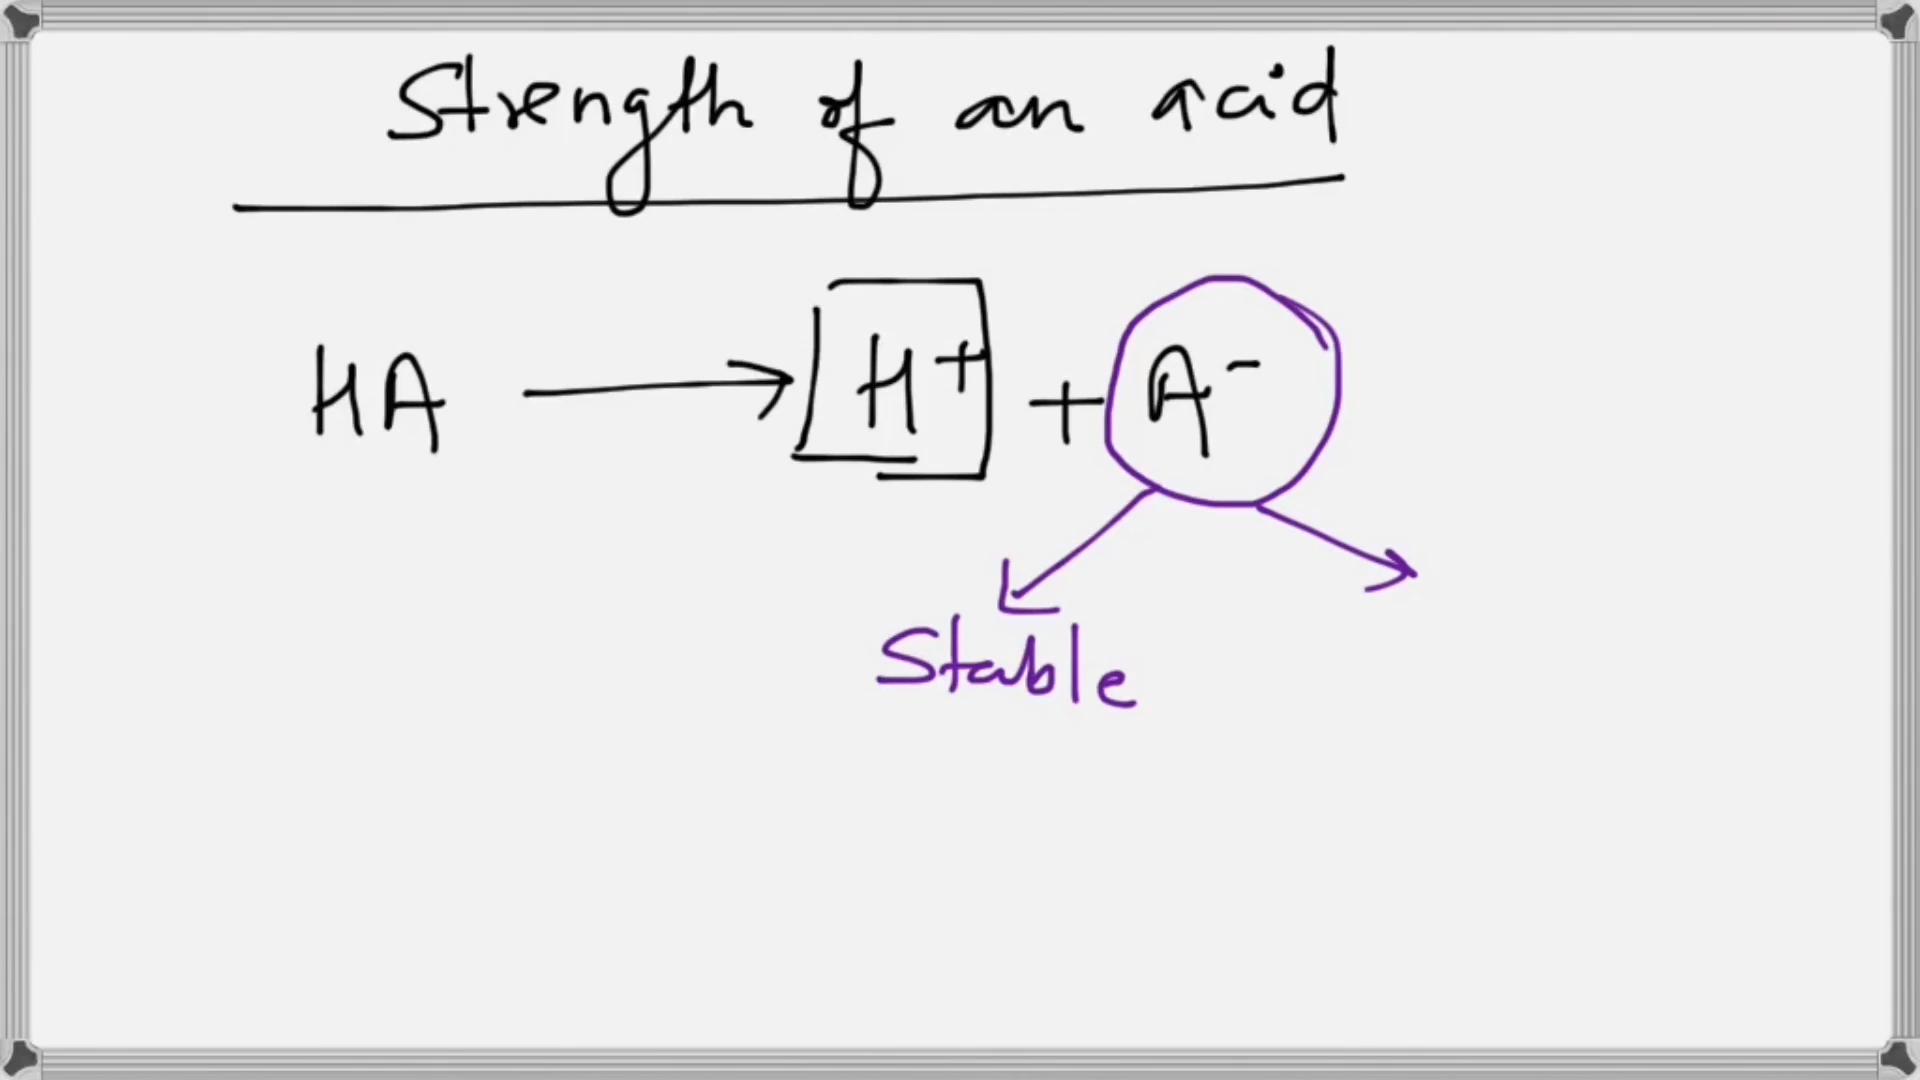 Strength of an acid
HA → H⁺ + A⁻
Stable